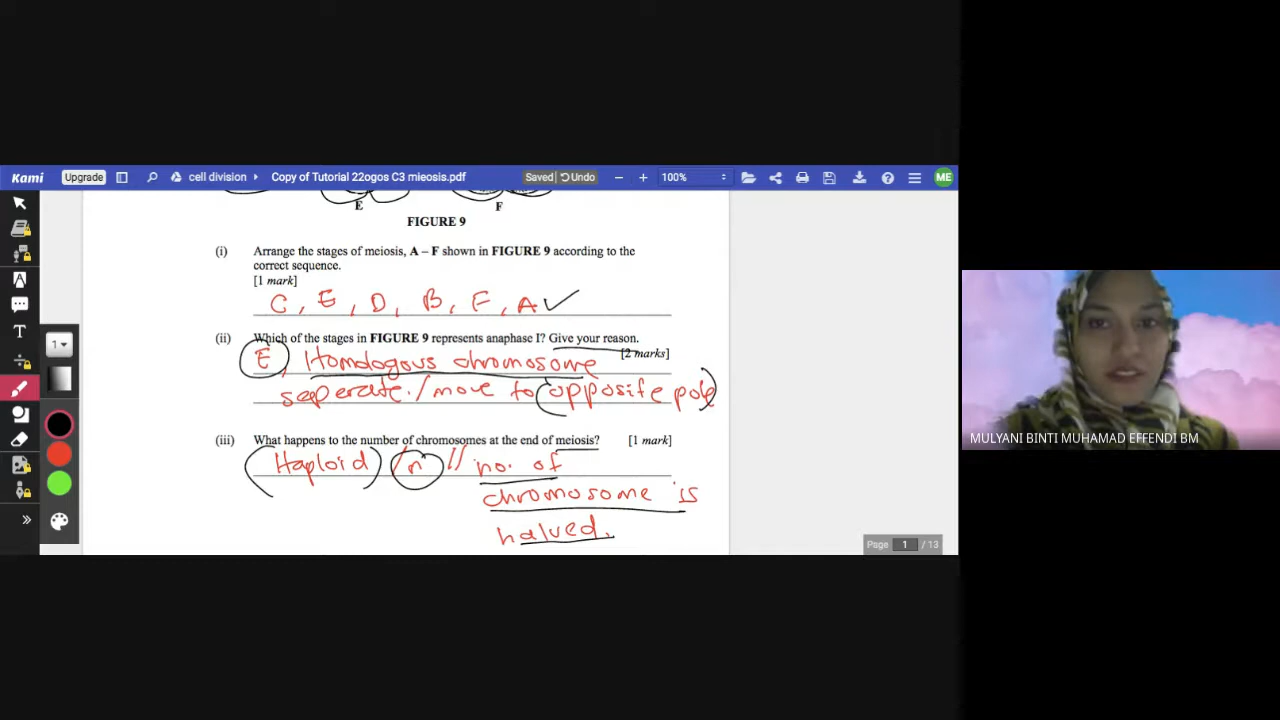 Kami
Upgrade
cell division
Copy of Tutorial 22ogos C3 mieosis.pdf
Saved Undo
100%
ME
E
F
FIGURE 9
(i) Arrange the stages of meiosis, A – F shown in FIGURE 9 according to the
correct sequence.
[1 mark]
C, E, D, B, F, A
(ii) Which of the stages in FIGURE 9 represents anaphase I? Give your reason.
[2 marks]
E, Homologous chromosome
seperate / move to opposite pole
(iii) What happens to the number of chromosomes at the end of meiosis? [1 mark]
(Haploid) / n // no. of
chromosome is
halved.
1
T
Page 1 / 13
MULYANI BINTI MUHAMAD EFFENDI BM